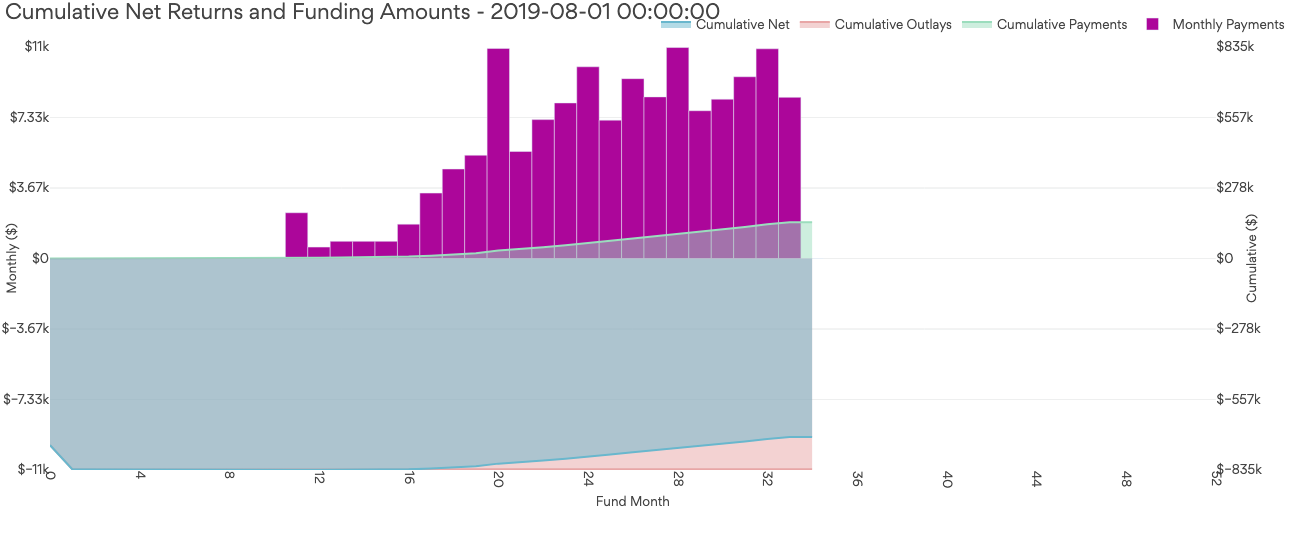 Cumulative Net Returns and Funding Amounts - 2019-08-01 00:00:00
Cumulative Net
Cumulative Outlays
Cumulative Payments
Monthly Payments
$11k
$7.33k
$3.67k
$0
$−3.67k
$−7.33k
$−11k
Monthly ($)
$835k
$557k
$278k
$0
$−278k
$−557k
$−835k
Cumulative ($)
0 4 8 12 16 20 24 28 32 36 40 44 48 52
Fund Month